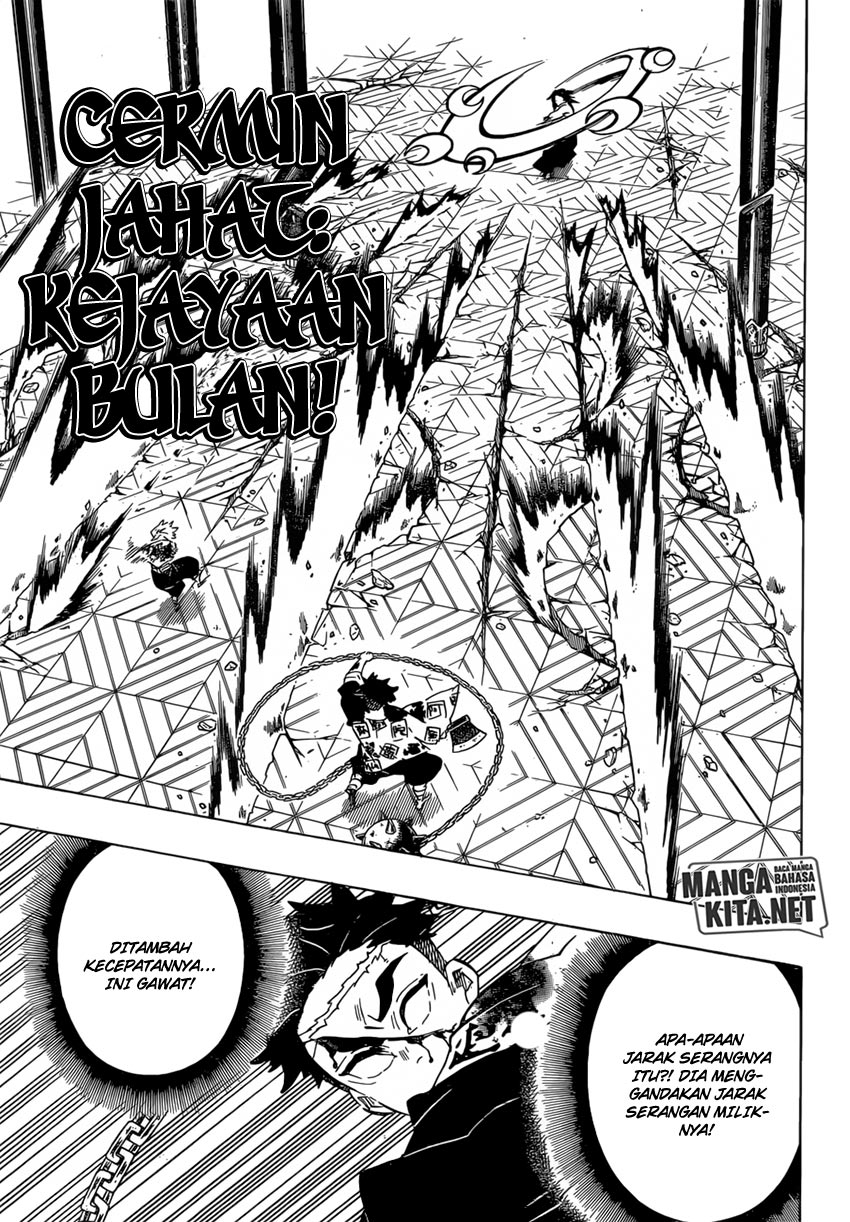 CERMIN
JAHAT:
KEJAYAAN
BULAN!
MANGA
KITA.NET
BACA MANGA
BAHASA
INDONESIA
APA-APAAN
JARAK SERANGNYA
ITU?! DIA MENG-
GANDAKAN JARAK
SERANGAN MILIK-
NYA!
DITAMBAH
KECEPATANNYA...
INI GAWAT!